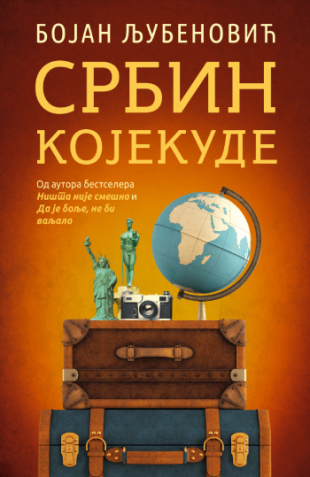 БОЈАН ЉУБЕНОВИЋ
СРБИН
КОЈЕКУДЕ
Од аутора бестселера
Ништа није смешно и
Да је боље, не би
ваљало